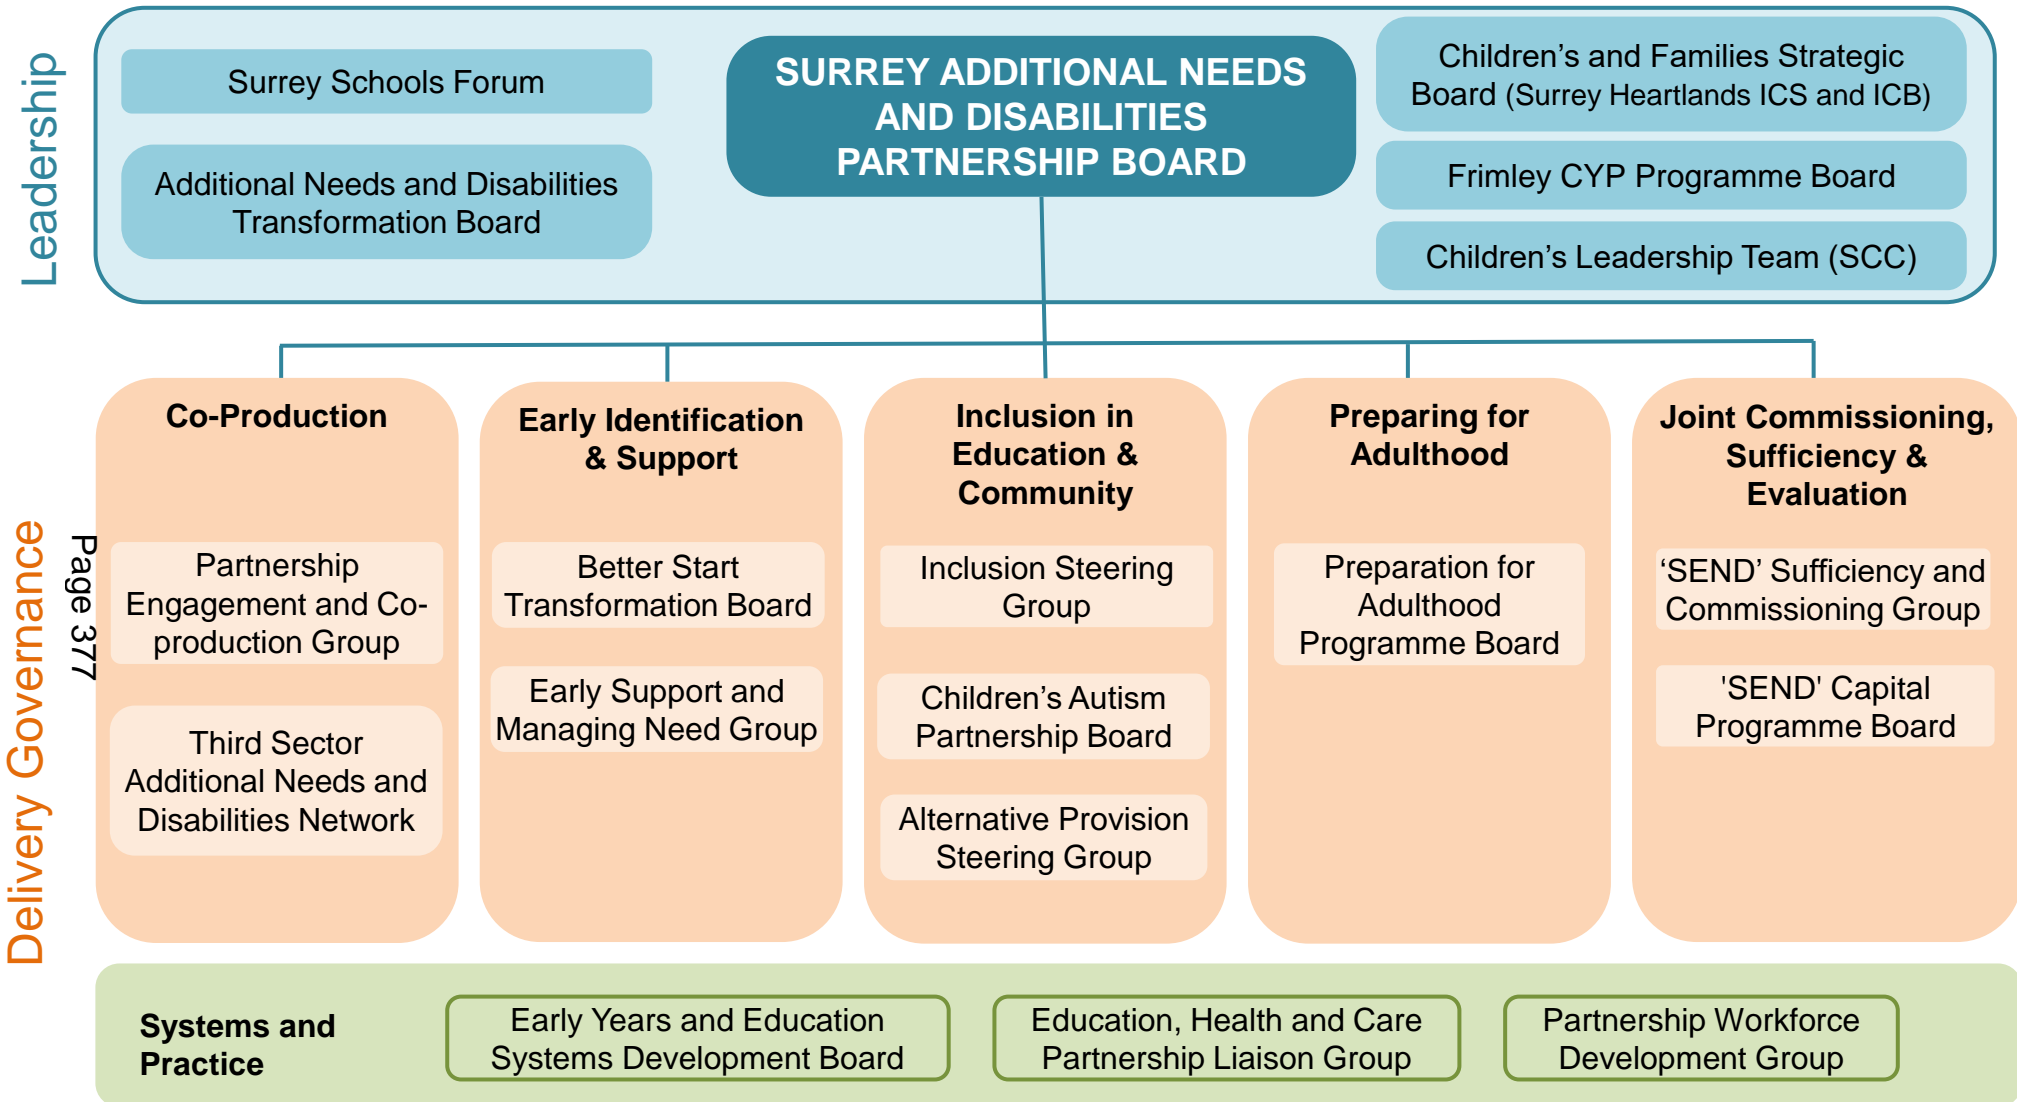 Leadership
Surrey Schools Forum
Additional Needs and Disabilities
Transformation Board
SURREY ADDITIONAL NEEDS
AND DISABILITIES
PARTNERSHIP BOARD
Children’s and Families Strategic
Board (Surrey Heartlands ICS and ICB)
Frimley CYP Programme Board
Children’s Leadership Team (SCC)
Delivery Governance
Page 377
Co-Production
Partnership
Engagement and Co-
production Group
Third Sector
Additional Needs and
Disabilities Network
Early Identification
& Support
Better Start
Transformation Board
Early Support and
Managing Need Group
Inclusion in
Education &
Community
Inclusion Steering
Group
Children’s Autism
Partnership Board
Alternative Provision
Steering Group
Preparing for
Adulthood
Preparation for
Adulthood
Programme Board
Joint Commissioning,
Sufficiency &
Evaluation
‘SEND’ Sufficiency and
Commissioning Group
'SEND' Capital
Programme Board
Systems and
Practice
Early Years and Education
Systems Development Board
Education, Health and Care
Partnership Liaison Group
Partnership Workforce
Development Group